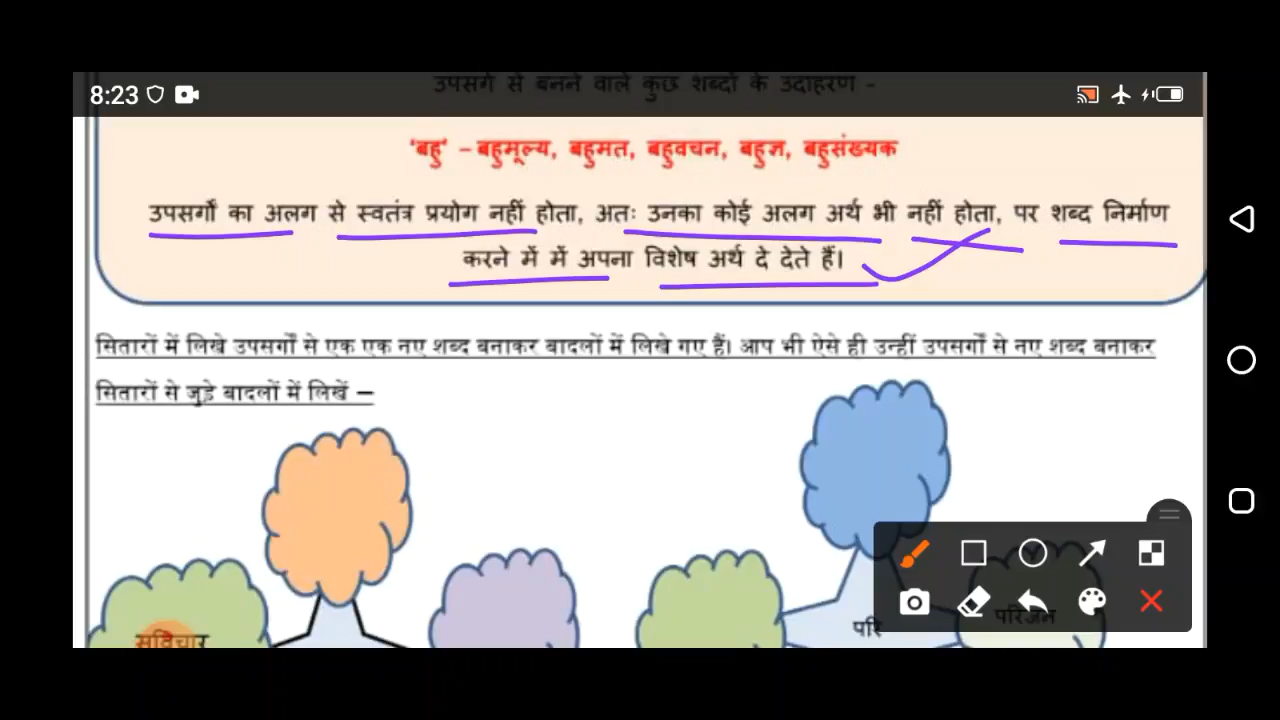 उपसर्ग से बनने वाले कुछ शब्दों के उदाहरण –
8:23
'बहु' – बहुमूल्य, बहुमत, बहुवचन, बहुज्ञ, बहुसंख्यक
उपसर्गों का अलग से स्वतंत्र प्रयोग नहीं होता, अतः उनका कोई अलग अर्थ भी नहीं होता, पर शब्द निर्माण
करने में में अपना विशेष अर्थ दे देते हैं।
सितारों में लिखे उपसर्गों से एक एक नए शब्द बनाकर बादलों में लिखे गए हैं। आप भी ऐसे ही उन्हीं उपसर्गों से नए शब्द बनाकर
सितारों से जुड़े बादलों में लिखें –
परि
परिजन
सुविचार